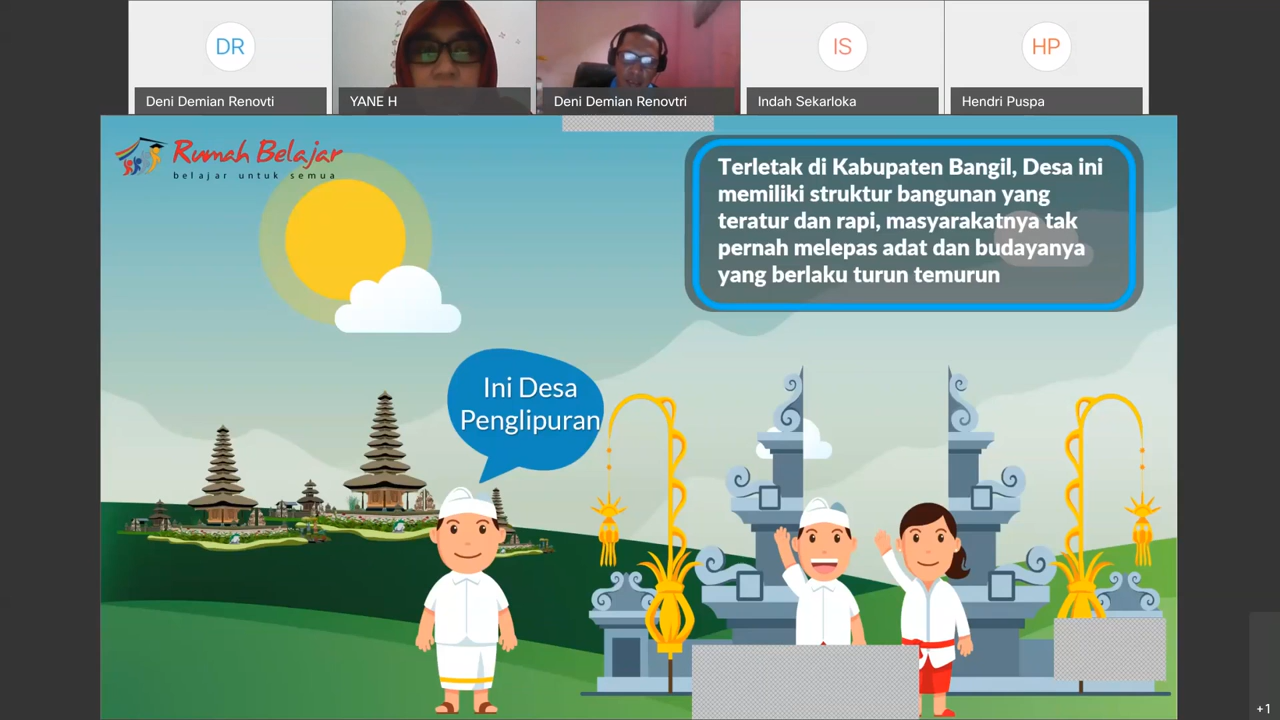 DR
IS
HP
Deni Demian Renovti
YANE H
Deni Demian Renovtri
Indah Sekarloka
Hendri Puspa
Rumah Belajar
belajar untuk semua
Terletak di Kabupaten Bangil, Desa ini
memiliki struktur bangunan yang
teratur dan rapi, masyarakatnya tak
pernah melepas adat dan budayanya
yang berlaku turun temurun
Ini Desa
Penglipuran
+1